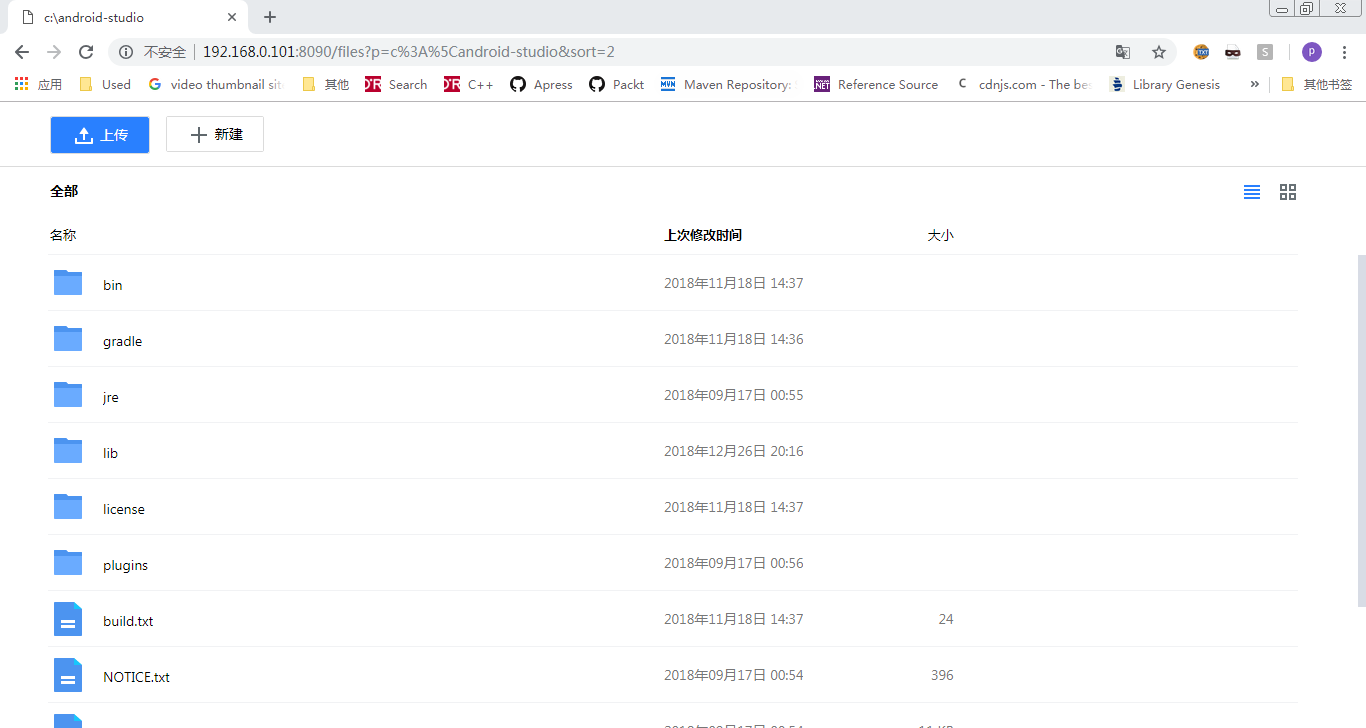 c:\android-studio
不安全 192.168.0.101:8090/files?p=c%3A%5Candroid-studio&sort=2
应用 Used video thumbnail sit 其他 Search C++ Apress Packt Maven Repository: Reference Source cdnjs.com - The bes Library Genesis » 其他书签
上传 新建
全部
名称 上次修改时间 大小
bin 2018年11月18日 14:37
gradle 2018年11月18日 14:36
jre 2018年09月17日 00:55
lib 2018年12月26日 20:16
license 2018年11月18日 14:37
plugins 2018年09月17日 00:56
build.txt 2018年11月18日 14:37 24
NOTICE.txt 2018年09月17日 00:54 396